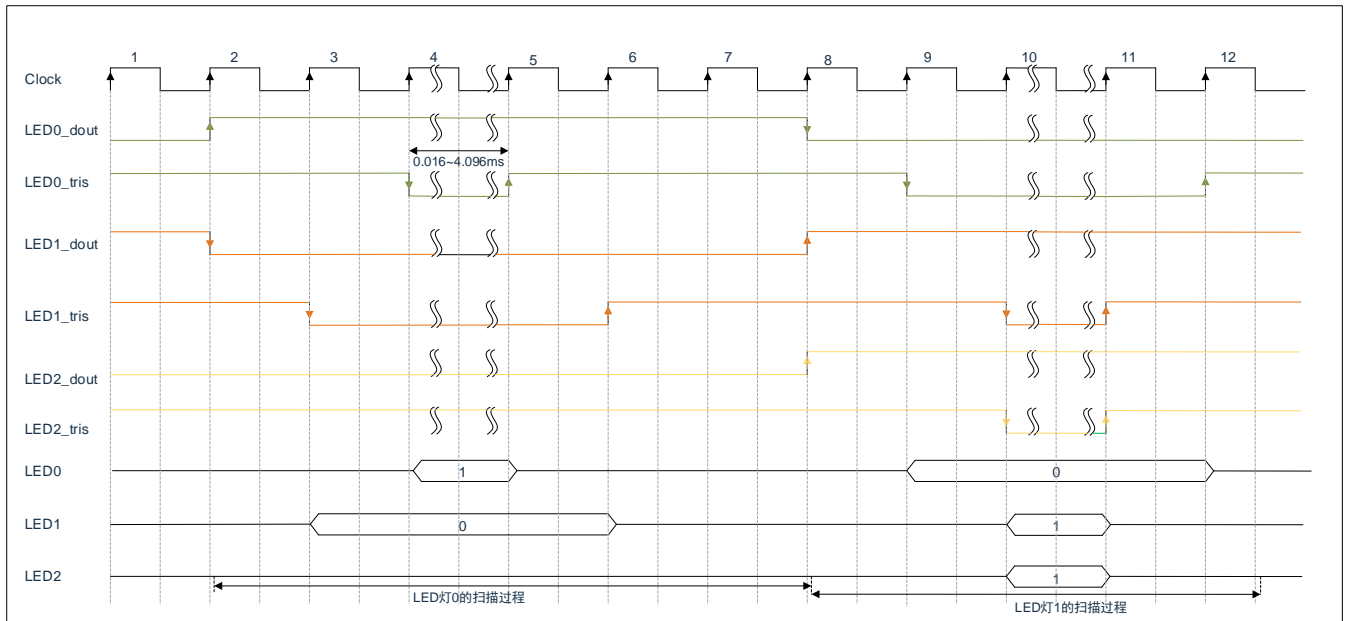 1 2 3 4 5 6 7 8 9 10 11 12
Clock
LED0_dout
0.016~4.096ms
LED0_tris
LED1_dout
LED1_tris
LED2_dout
LED2_tris
LED0 1 0
LED1 0 1
LED2 1
LED灯0的扫描过程
LED灯1的扫描过程